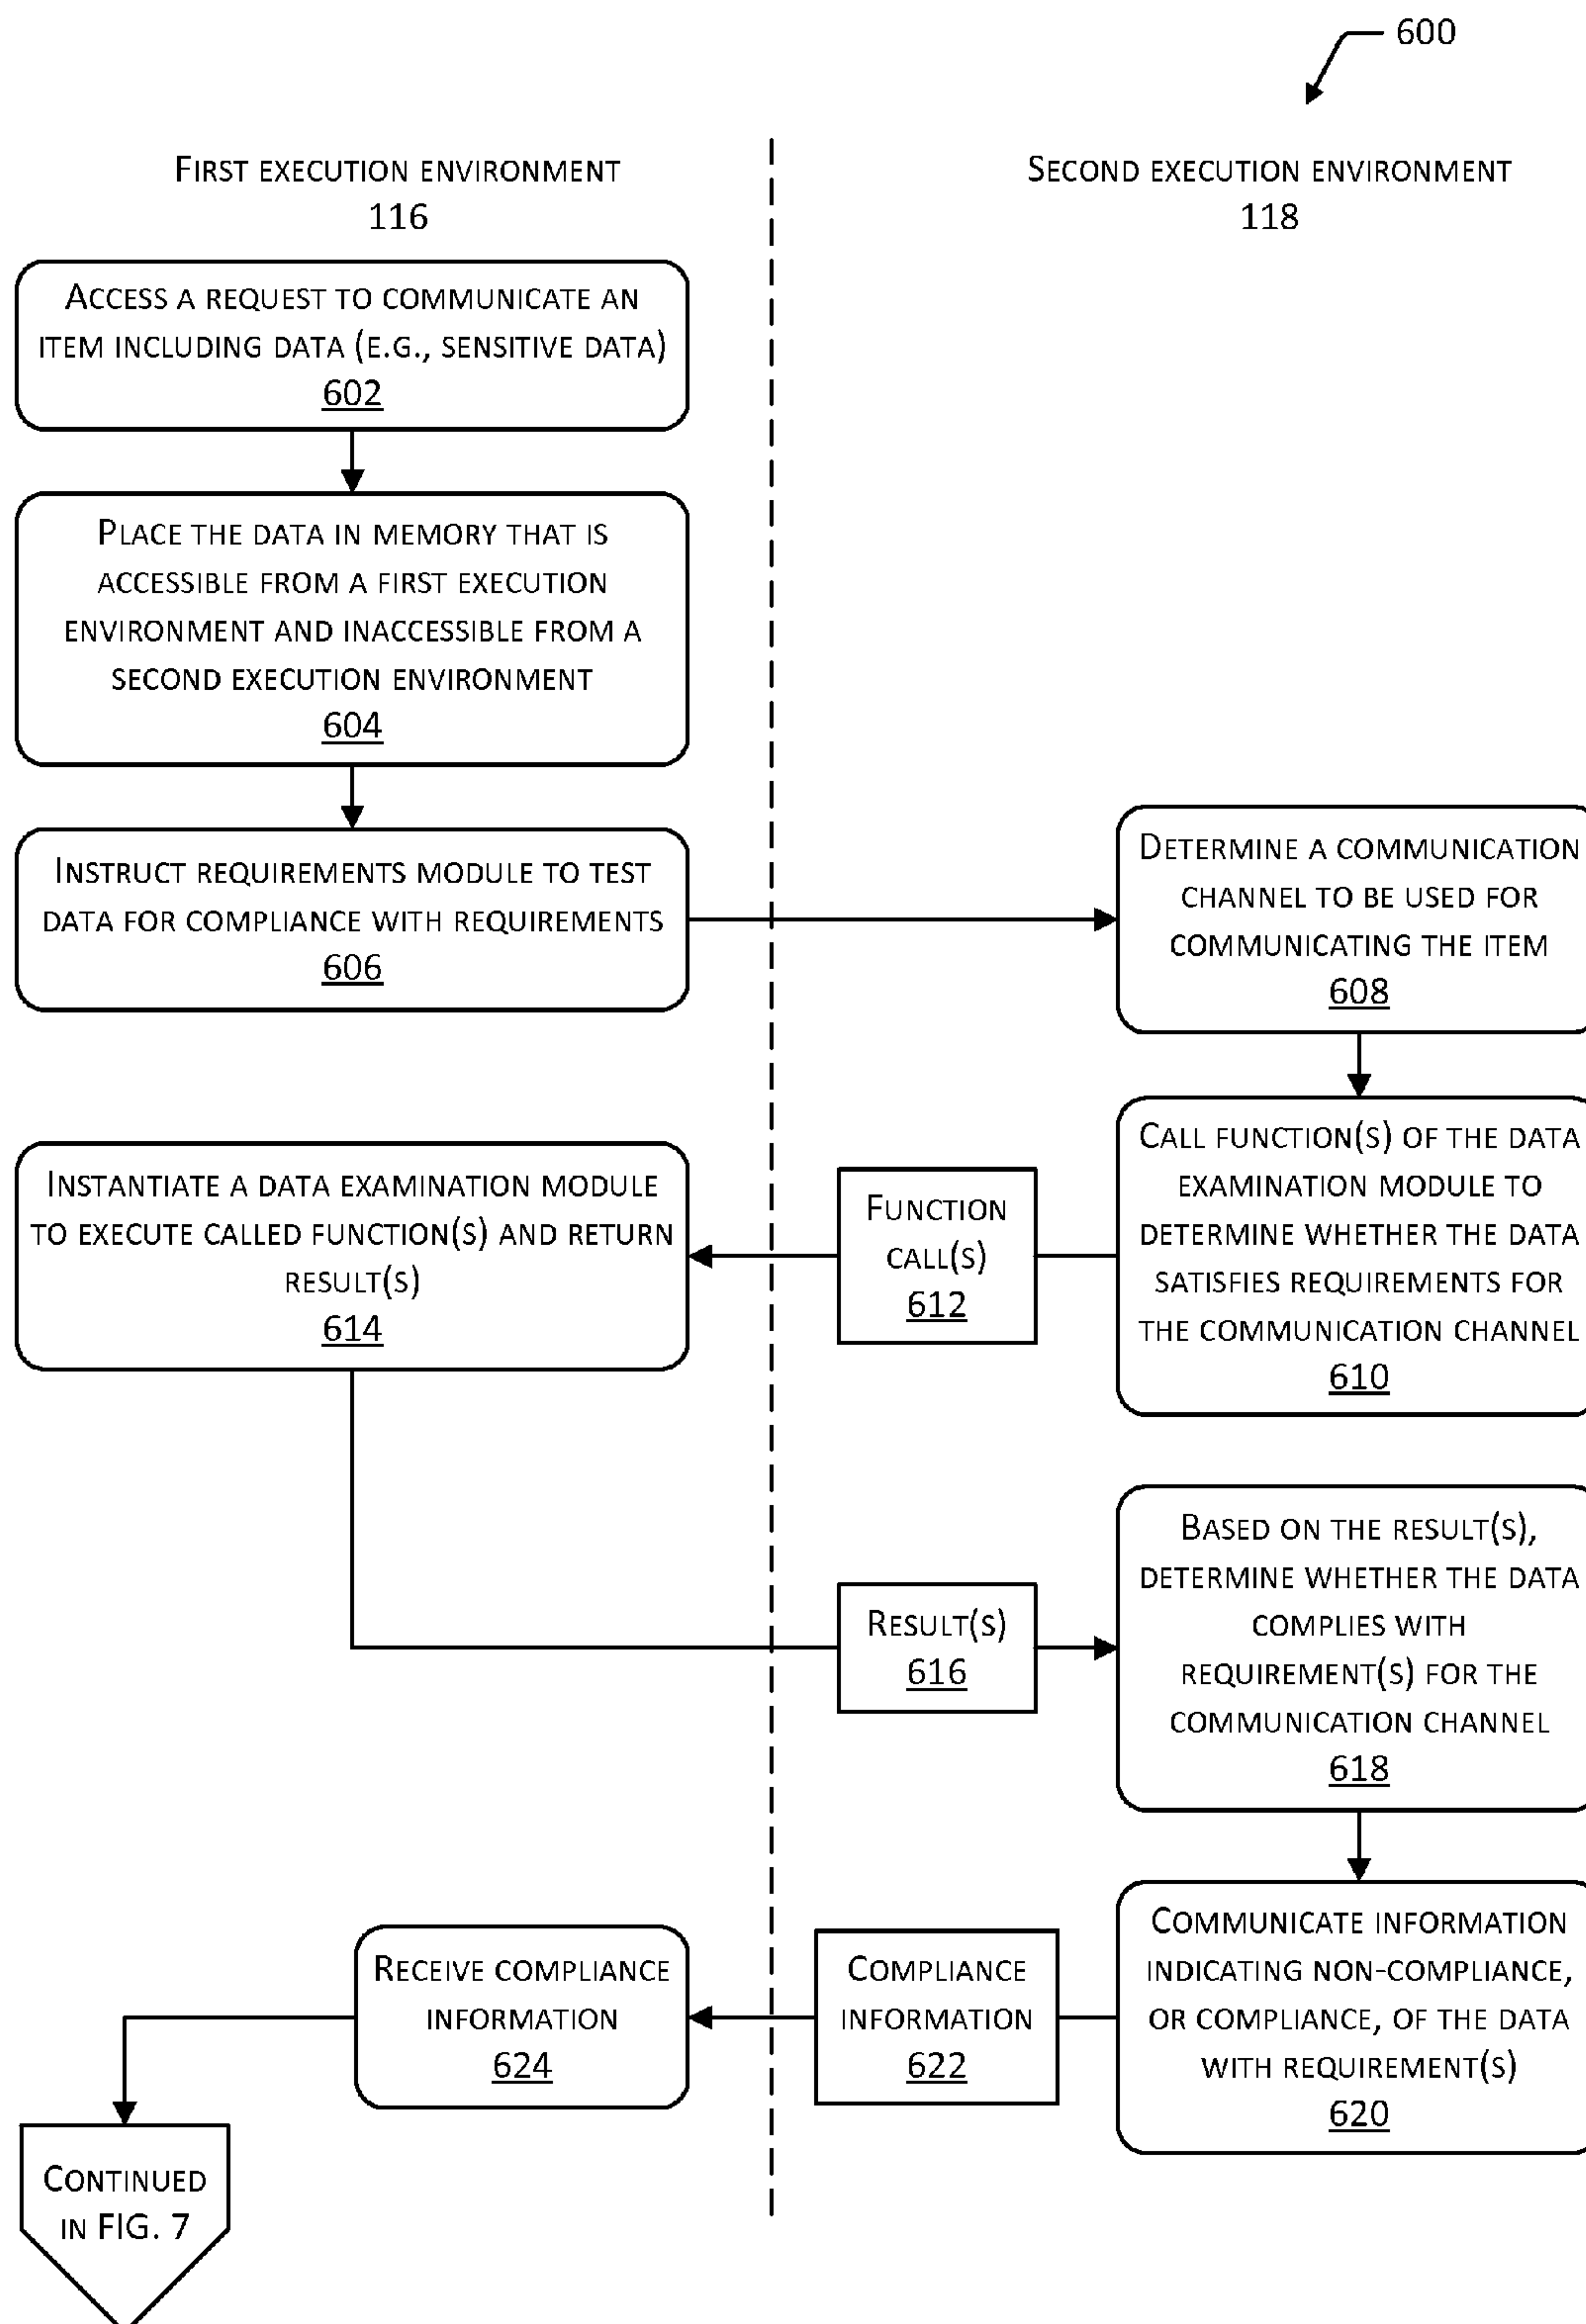 600
FIRST EXECUTION ENVIRONMENT
116
SECOND EXECUTION ENVIRONMENT
118
ACCESS A REQUEST TO COMMUNICATE AN
ITEM INCLUDING DATA (E.G., SENSITIVE DATA)
602
PLACE THE DATA IN MEMORY THAT IS
ACCESSIBLE FROM A FIRST EXECUTION
ENVIRONMENT AND INACCESSIBLE FROM A
SECOND EXECUTION ENVIRONMENT
604
INSTRUCT REQUIREMENTS MODULE TO TEST
DATA FOR COMPLIANCE WITH REQUIREMENTS
606
DETERMINE A COMMUNICATION
CHANNEL TO BE USED FOR
COMMUNICATING THE ITEM
608
CALL FUNCTION(S) OF THE DATA
EXAMINATION MODULE TO
DETERMINE WHETHER THE DATA
SATISFIES REQUIREMENTS FOR
THE COMMUNICATION CHANNEL
610
FUNCTION
CALL(S)
612
INSTANTIATE A DATA EXAMINATION MODULE
TO EXECUTE CALLED FUNCTION(S) AND RETURN
RESULT(S)
614
RESULT(S)
616
BASED ON THE RESULT(S),
DETERMINE WHETHER THE DATA
COMPLIES WITH
REQUIREMENT(S) FOR THE
COMMUNICATION CHANNEL
618
COMMUNICATE INFORMATION
INDICATING NON-COMPLIANCE,
OR COMPLIANCE, OF THE DATA
WITH REQUIREMENT(S)
620
COMPLIANCE
INFORMATION
622
RECEIVE COMPLIANCE
INFORMATION
624
CONTINUED
IN FIG. 7